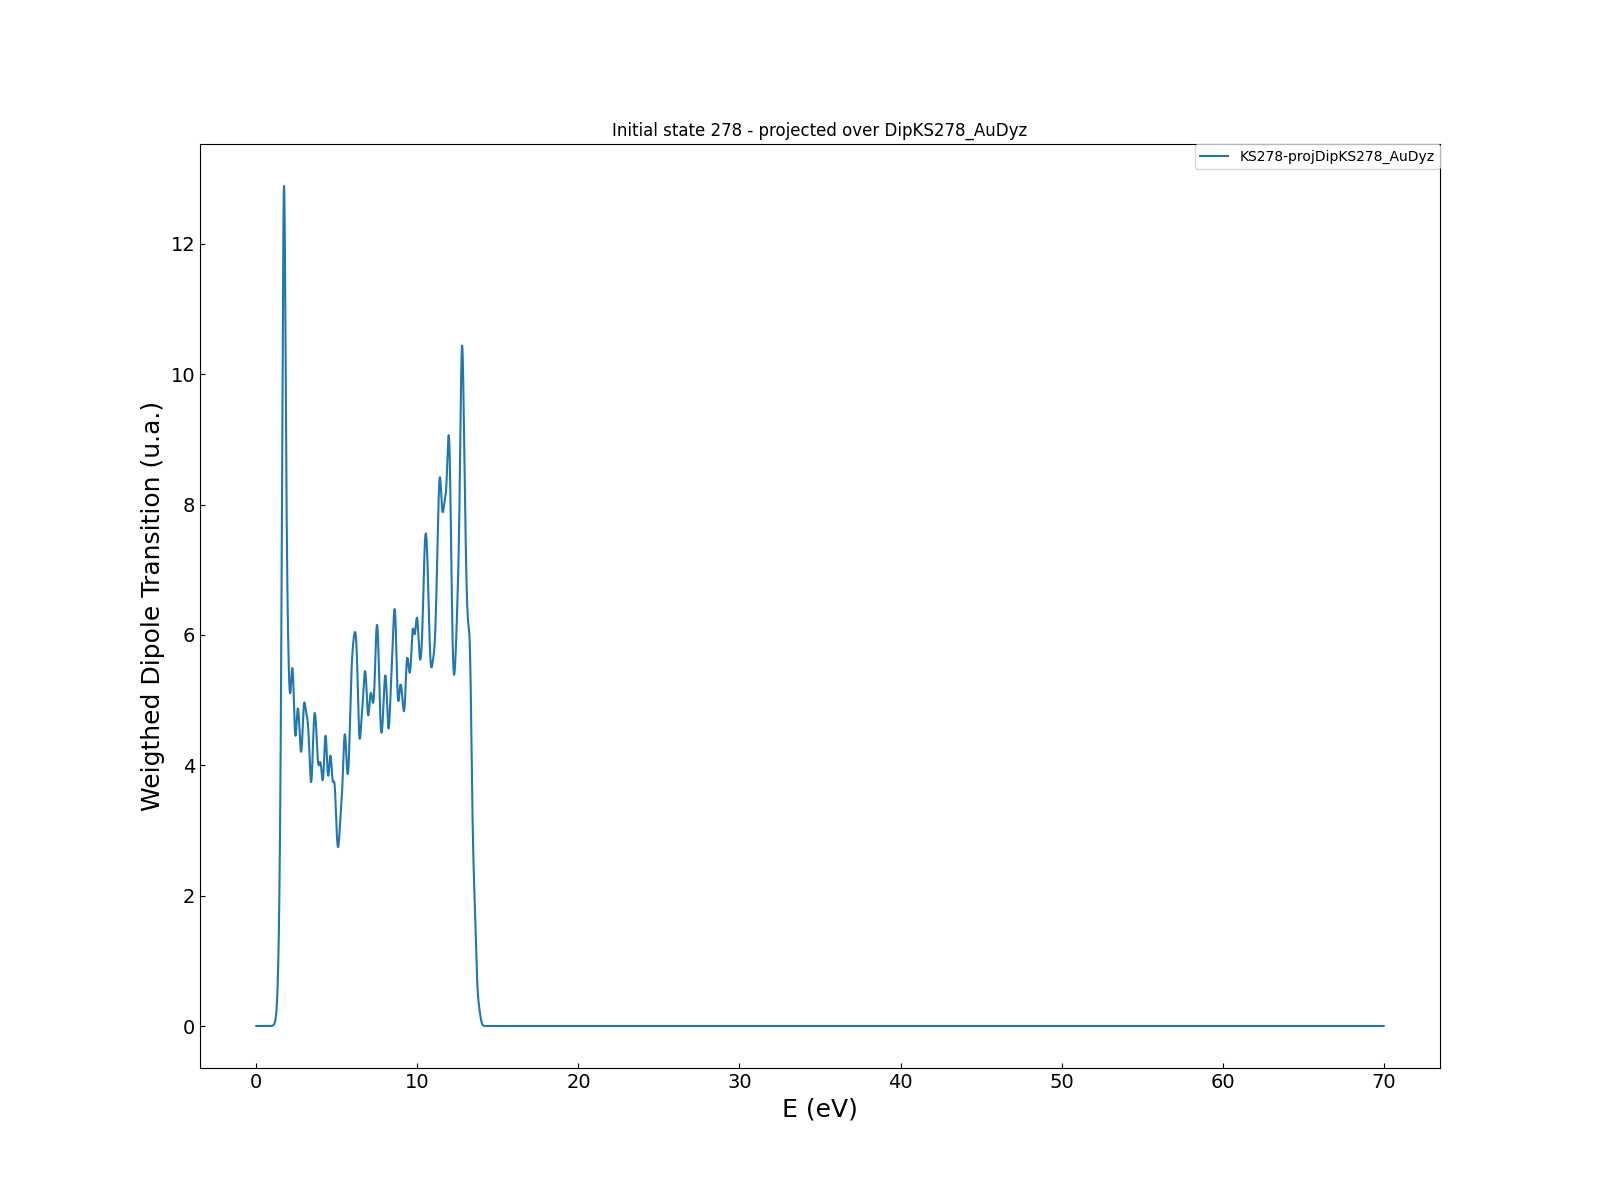 Initial state 278 - projected over DipKS278_AuDyz
KS278-projDipKS278_AuDyz
Weigthed Dipole Transition (u.a.)
12
10
8
6
4
2
0
0 10 20 30 40 50 60 70
E (eV)